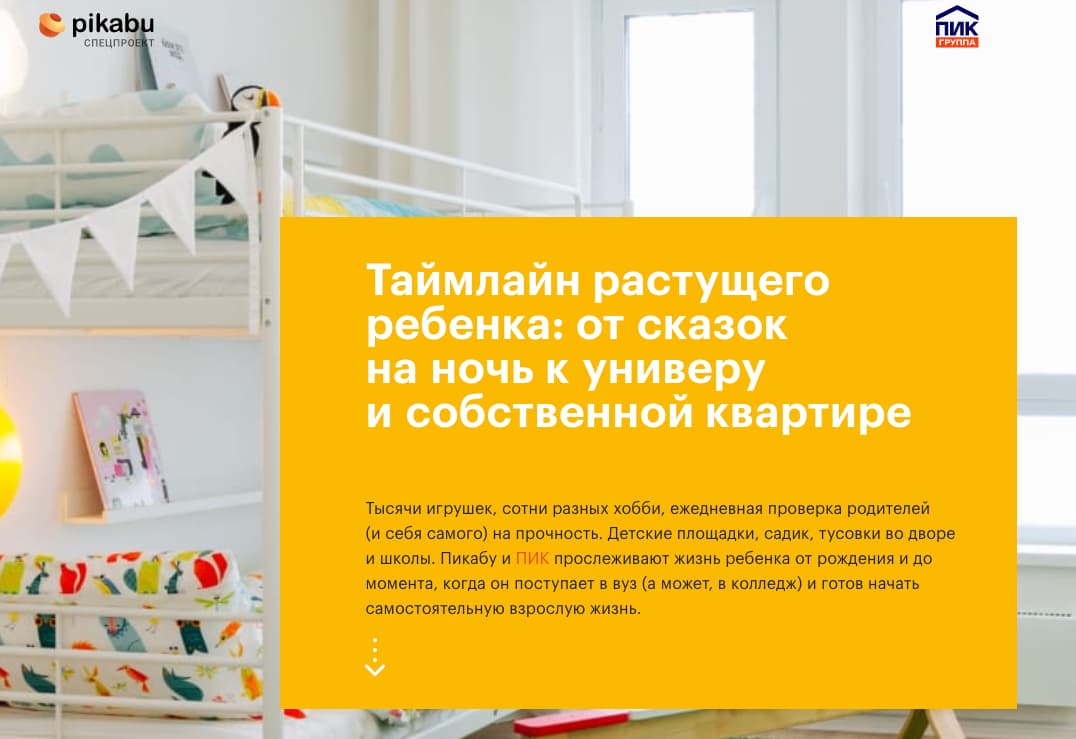 pikabu
СПЕЦПРОЕКТ
ПИК
ГРУППА
Таймлайн растущего
ребенка: от сказок
на ночь к универу
и собственной квартире
Тысячи игрушек, сотни разных хобби, ежедневная проверка родителей
(и себя самого) на прочность. Детские площадки, садик, тусовки во дворе
и школы. Пикабу и ПИК прослеживают жизнь ребенка от рождения и до
момента, когда он поступает в вуз (а может, в колледж) и готов начать
самостоятельную взрослую жизнь.